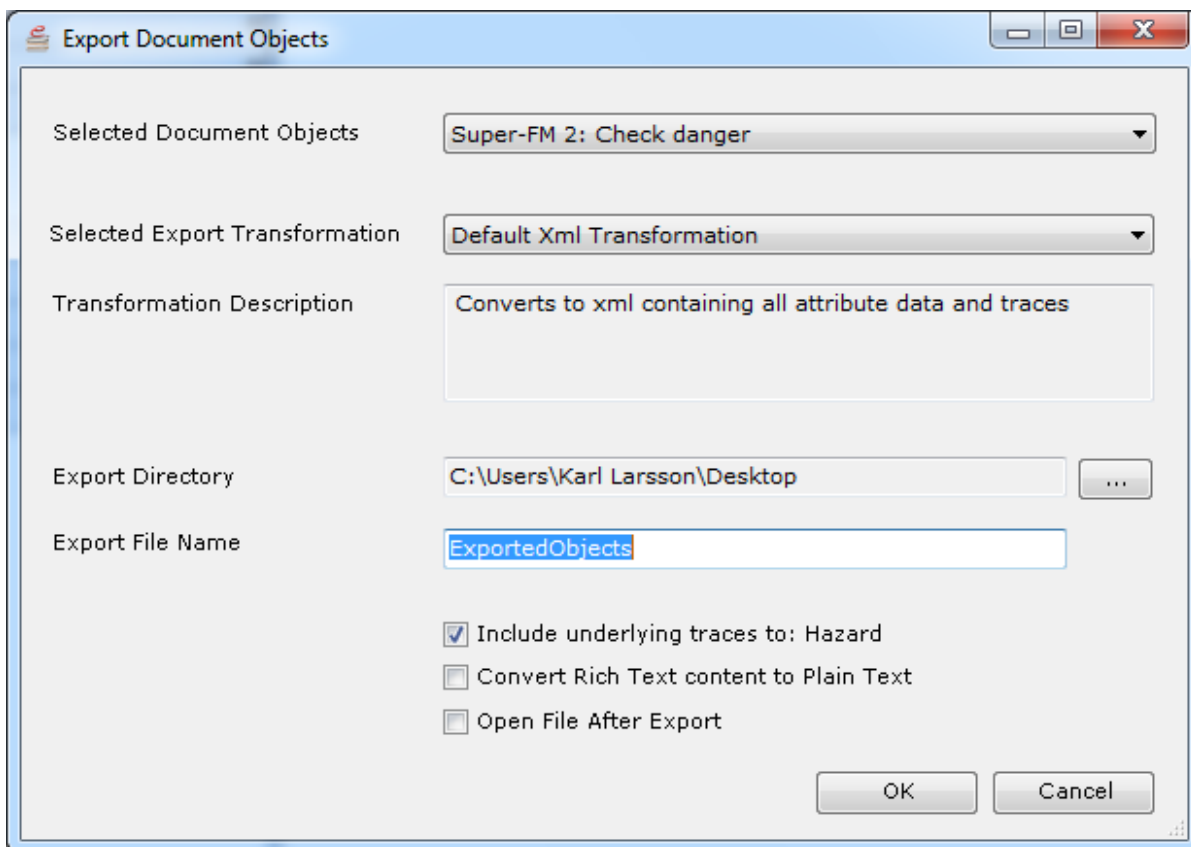 Export Document Objects
Selected Document Objects
Super-FM 2: Check danger
Selected Export Transformation
Default Xml Transformation
Transformation Description
Converts to xml containing all attribute data and traces
Export Directory
C:\Users\Karl Larsson\Desktop
...
Export File Name
ExportedObjects
Include underlying traces to: Hazard
Convert Rich Text content to Plain Text
Open File After Export
OK
Cancel